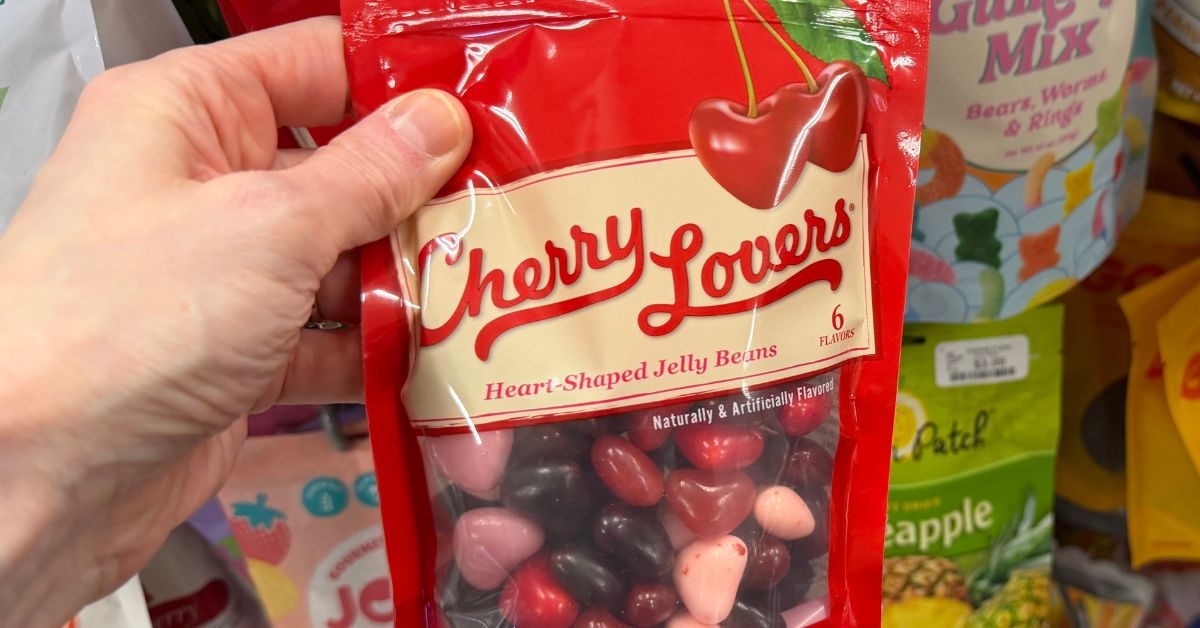 Cherry Lovers®
6
FLAVORS
Heart-Shaped Jelly Beans
Naturally & Artificially Flavored
Mix
Bears, Worms,
& Rings
Patch
eapple